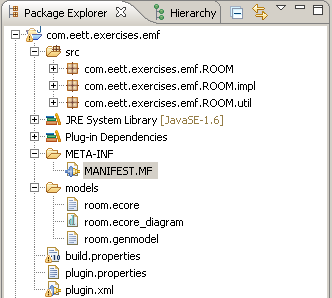 Package Explorer Hierarchy
com.eett.exercises.emf
src
com.eett.exercises.emf.ROOM
com.eett.exercises.emf.ROOM.impl
com.eett.exercises.emf.ROOM.util
JRE System Library [JavaSE-1.6]
Plug-in Dependencies
META-INF
MANIFEST.MF
models
room.ecore
room.ecore_diagram
room.genmodel
build.properties
plugin.properties
plugin.xml